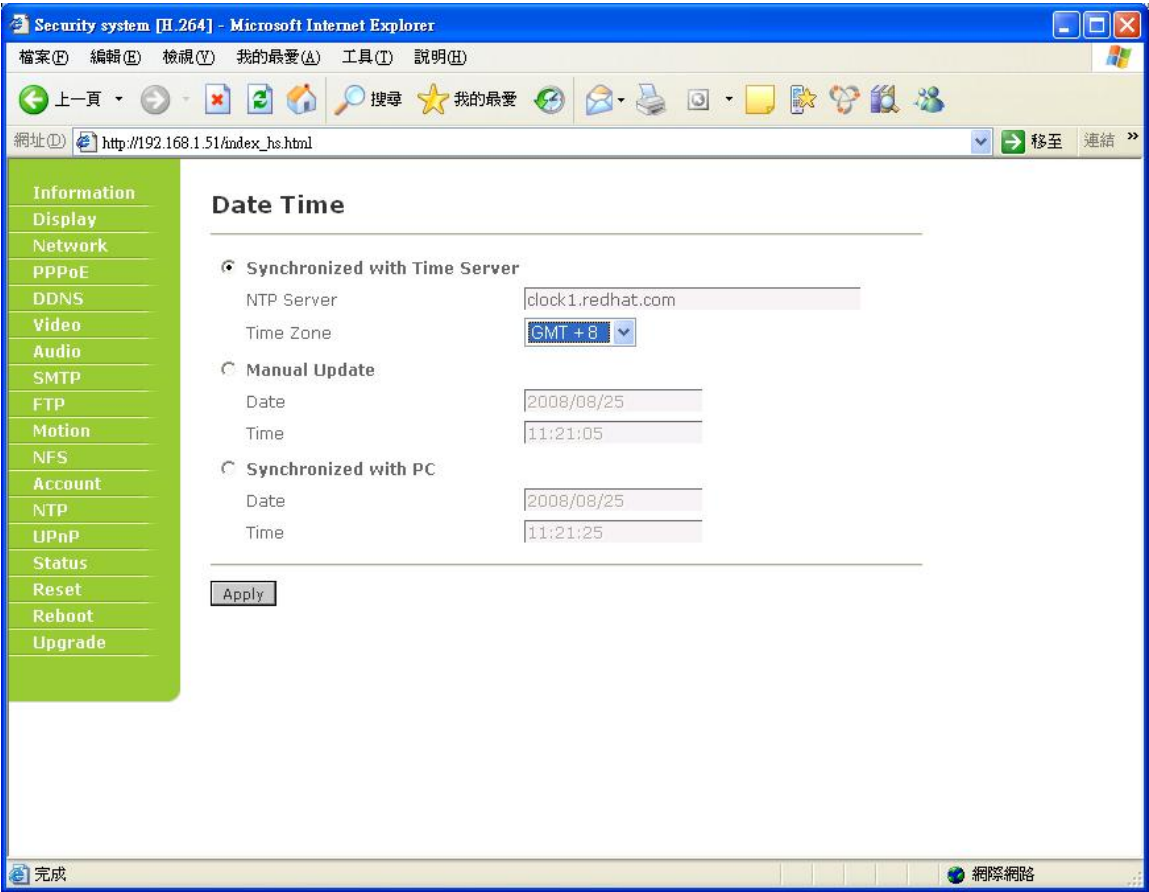 Security system [H.264] - Microsoft Internet Explorer
檔案(F) 編輯(E) 檢視(V) 我的最愛(A) 工具(T) 說明(H)
上一頁 搜尋 我的最愛
網址(D) http://192.168.1.51/index_hs.html 移至 連結 »
Information
Display
Network
PPPoE
DDNS
Video
Audio
SMTP
FTP
Motion
NFS
Account
NTP
UPnP
Status
Reset
Reboot
Upgrade
Date Time
Synchronized with Time Server
NTP Server clock1.redhat.com
Time Zone GMT + 8
Manual Update
Date 2008/08/25
Time 11:21:05
Synchronized with PC
Date 2008/08/25
Time 11:21:25
Apply
完成 網際網路